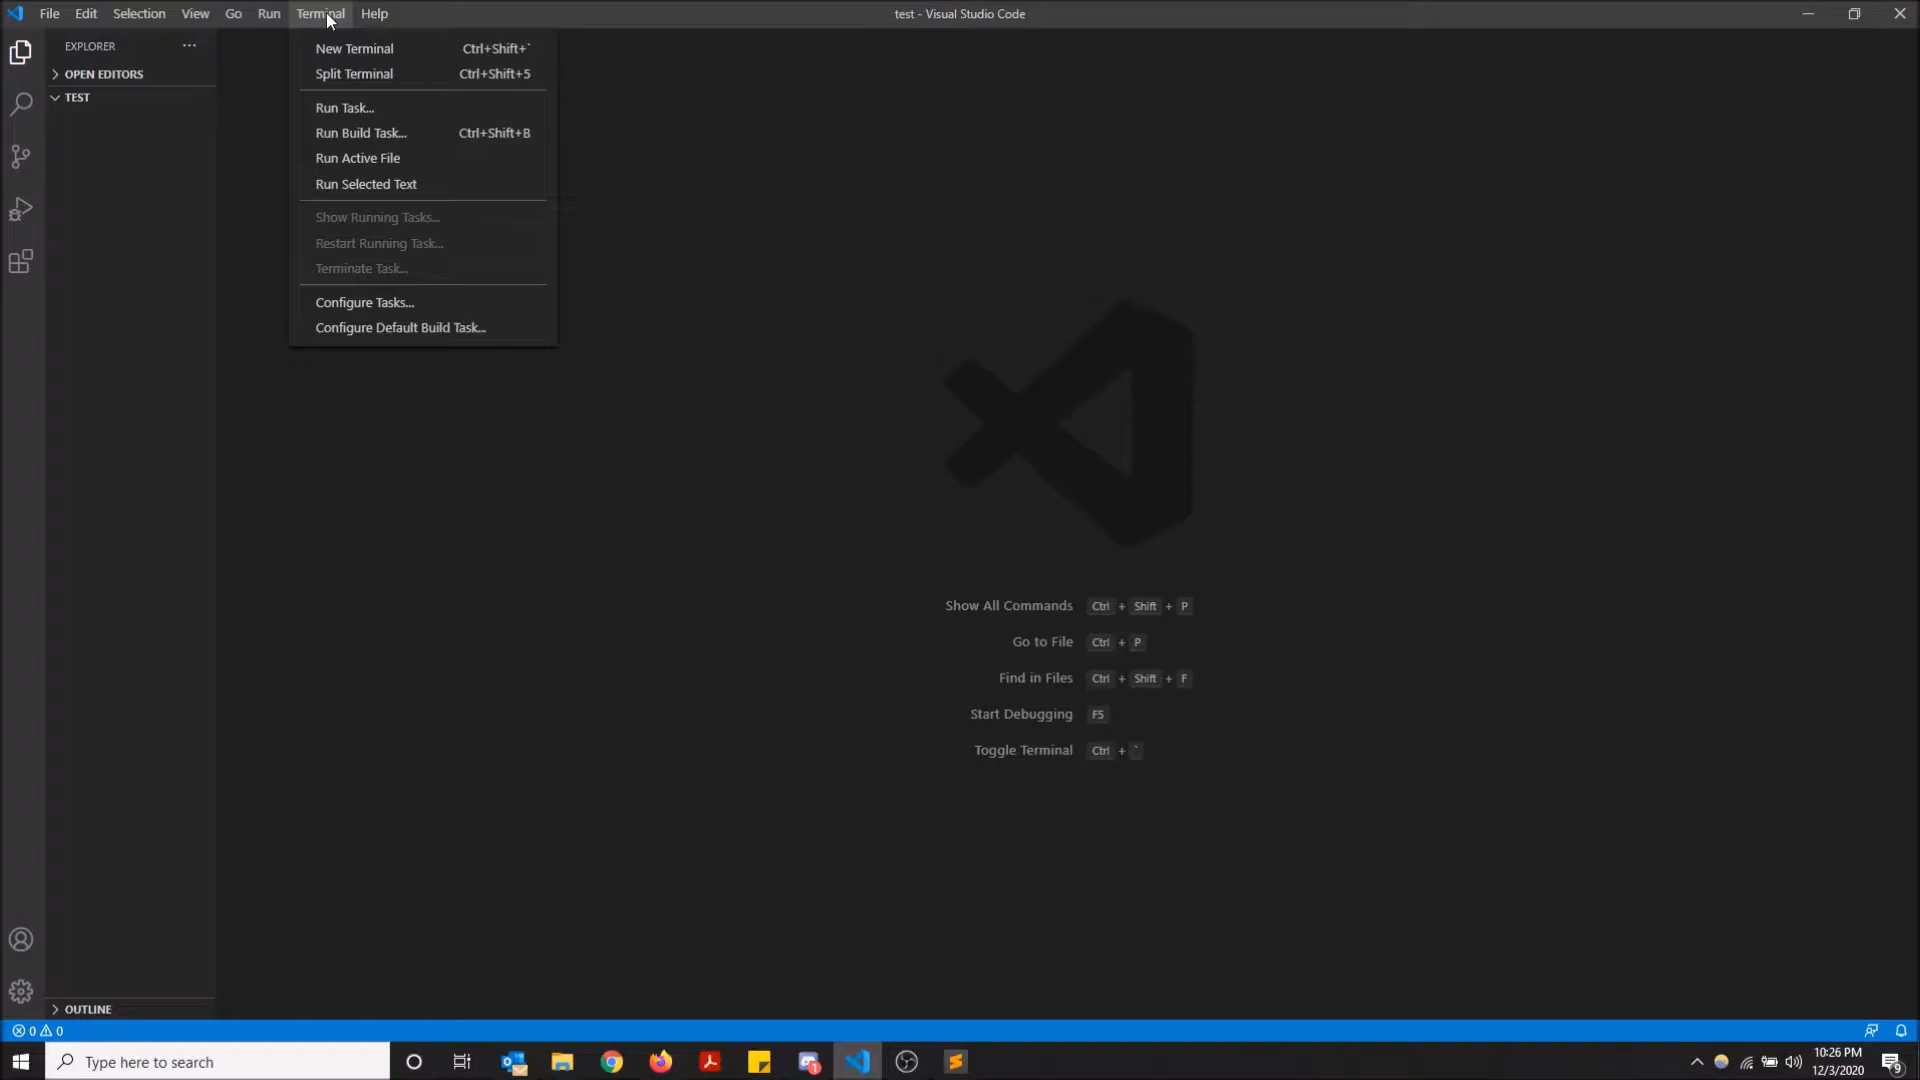 File Edit Selection View Go Run Terminal Help
test - Visual Studio Code
EXPLORER
OPEN EDITORS
TEST
New Terminal Ctrl+Shift+`
Split Terminal Ctrl+Shift+5
Run Task...
Run Build Task... Ctrl+Shift+B
Run Active File
Run Selected Text
Show Running Tasks...
Restart Running Task...
Terminate Task...
Configure Tasks...
Configure Default Build Task...
Show All Commands Ctrl + Shift + P
Go to File Ctrl + P
Find in Files Ctrl + Shift + F
Start Debugging F5
Toggle Terminal Ctrl + `
OUTLINE
0 0
Type here to search
1
10:26 PM
12/3/2020
9